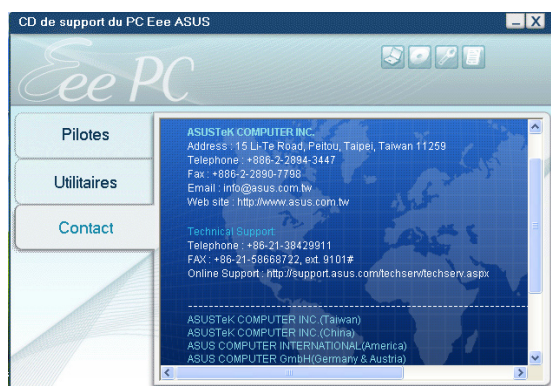 CD de support du PC Eee ASUS
Eee PC
Pilotes
Utilitaires
Contact
ASUSTeK COMPUTER INC.
Address : 15 Li-Te Road, Peitou, Taipei, Taiwan 11259
Telephone : +886-2-2894-3447
Fax : +886-2-2890-7798
Email : info@asus.com.tw
Web site : http://www.asus.com.tw
Technical Support
Telephone : +86-21-38429911
FAX : +86-21-58668722, ext. 9101#
Online Support : http://support.asus.com/techserv/techserv.aspx
ASUSTeK COMPUTER INC.(Taiwan)
ASUSTeK COMPUTER INC.(China)
ASUS COMPUTER INTERNATIONAL(America)
ASUS COMPUTER GmbH(Germany & Austria)